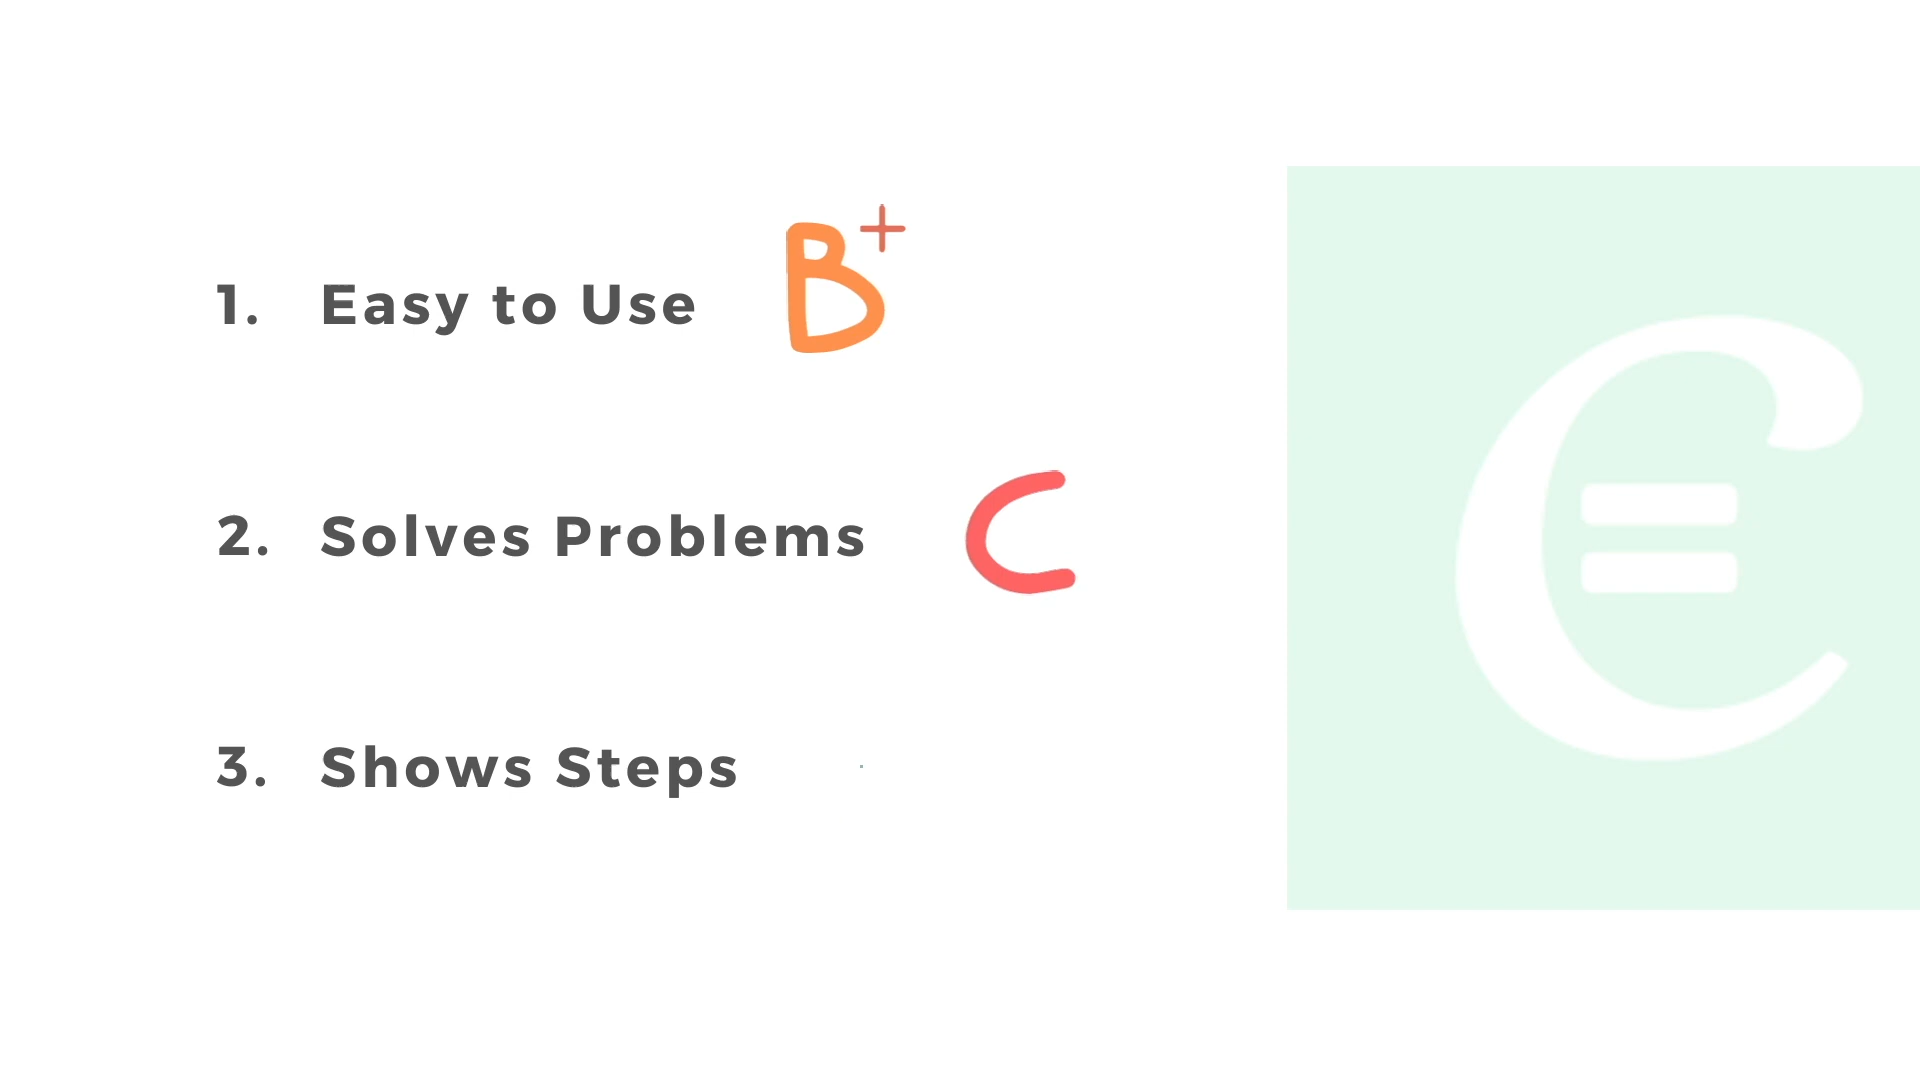 1. Easy to Use B+
2. Solves Problems C
3. Shows Steps